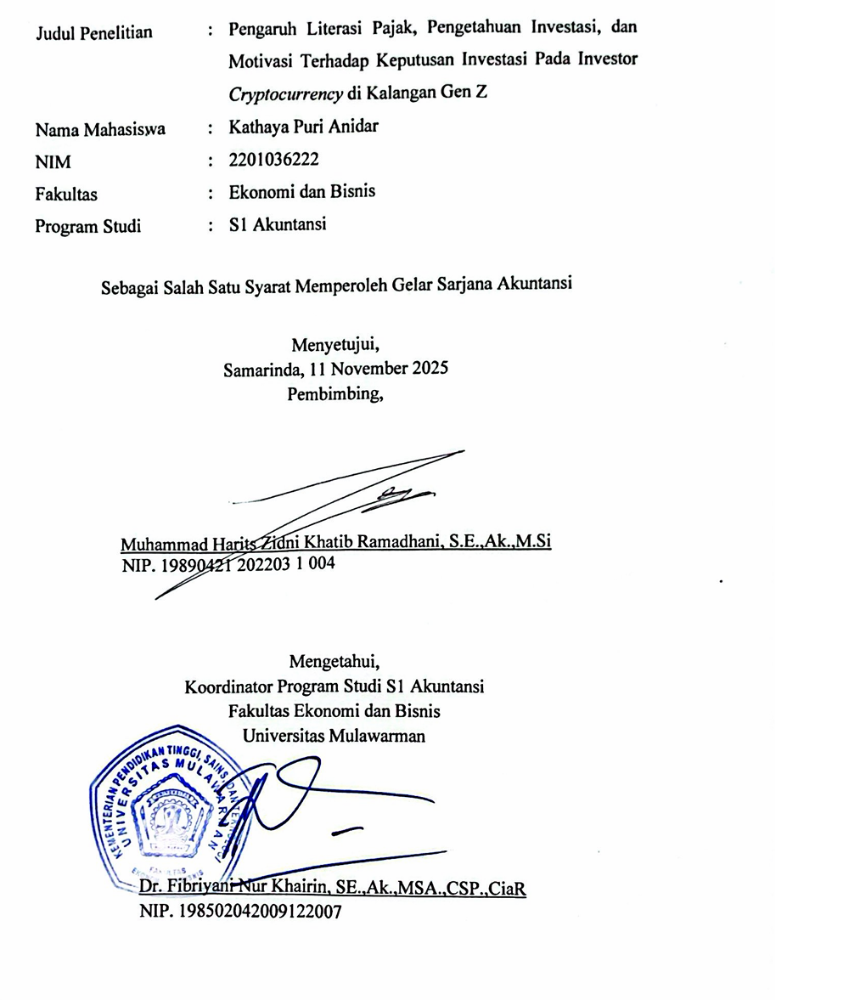 Judul Penelitian : Pengaruh Literasi Pajak, Pengetahuan Investasi, dan
Motivasi Terhadap Keputusan Investasi Pada Investor
Cryptocurrency di Kalangan Gen Z
Nama Mahasiswa : Kathaya Puri Anidar
NIM : 2201036222
Fakultas : Ekonomi dan Bisnis
Program Studi : S1 Akuntansi
Sebagai Salah Satu Syarat Memperoleh Gelar Sarjana Akuntansi
Menyetujui,
Samarinda, 11 November 2025
Pembimbing,
Muhammad Harits Zidni Khatib Ramadhani, S.E.,Ak.,M.Si
NIP. 19890421 202203 1 004
Mengetahui,
Koordinator Program Studi S1 Akuntansi
Fakultas Ekonomi dan Bisnis
Universitas Mulawarman
KEMENTERIAN PENDIDIKAN TINGGI, SAINS, DAN TEKNOLOGI
UNIVERSITAS MULAWARMAN
FAKULTAS
Dr. Fibriyani Nur Khairin, SE.,Ak.,MSA.,CSP.,CiaR
NIP. 198502042009122007